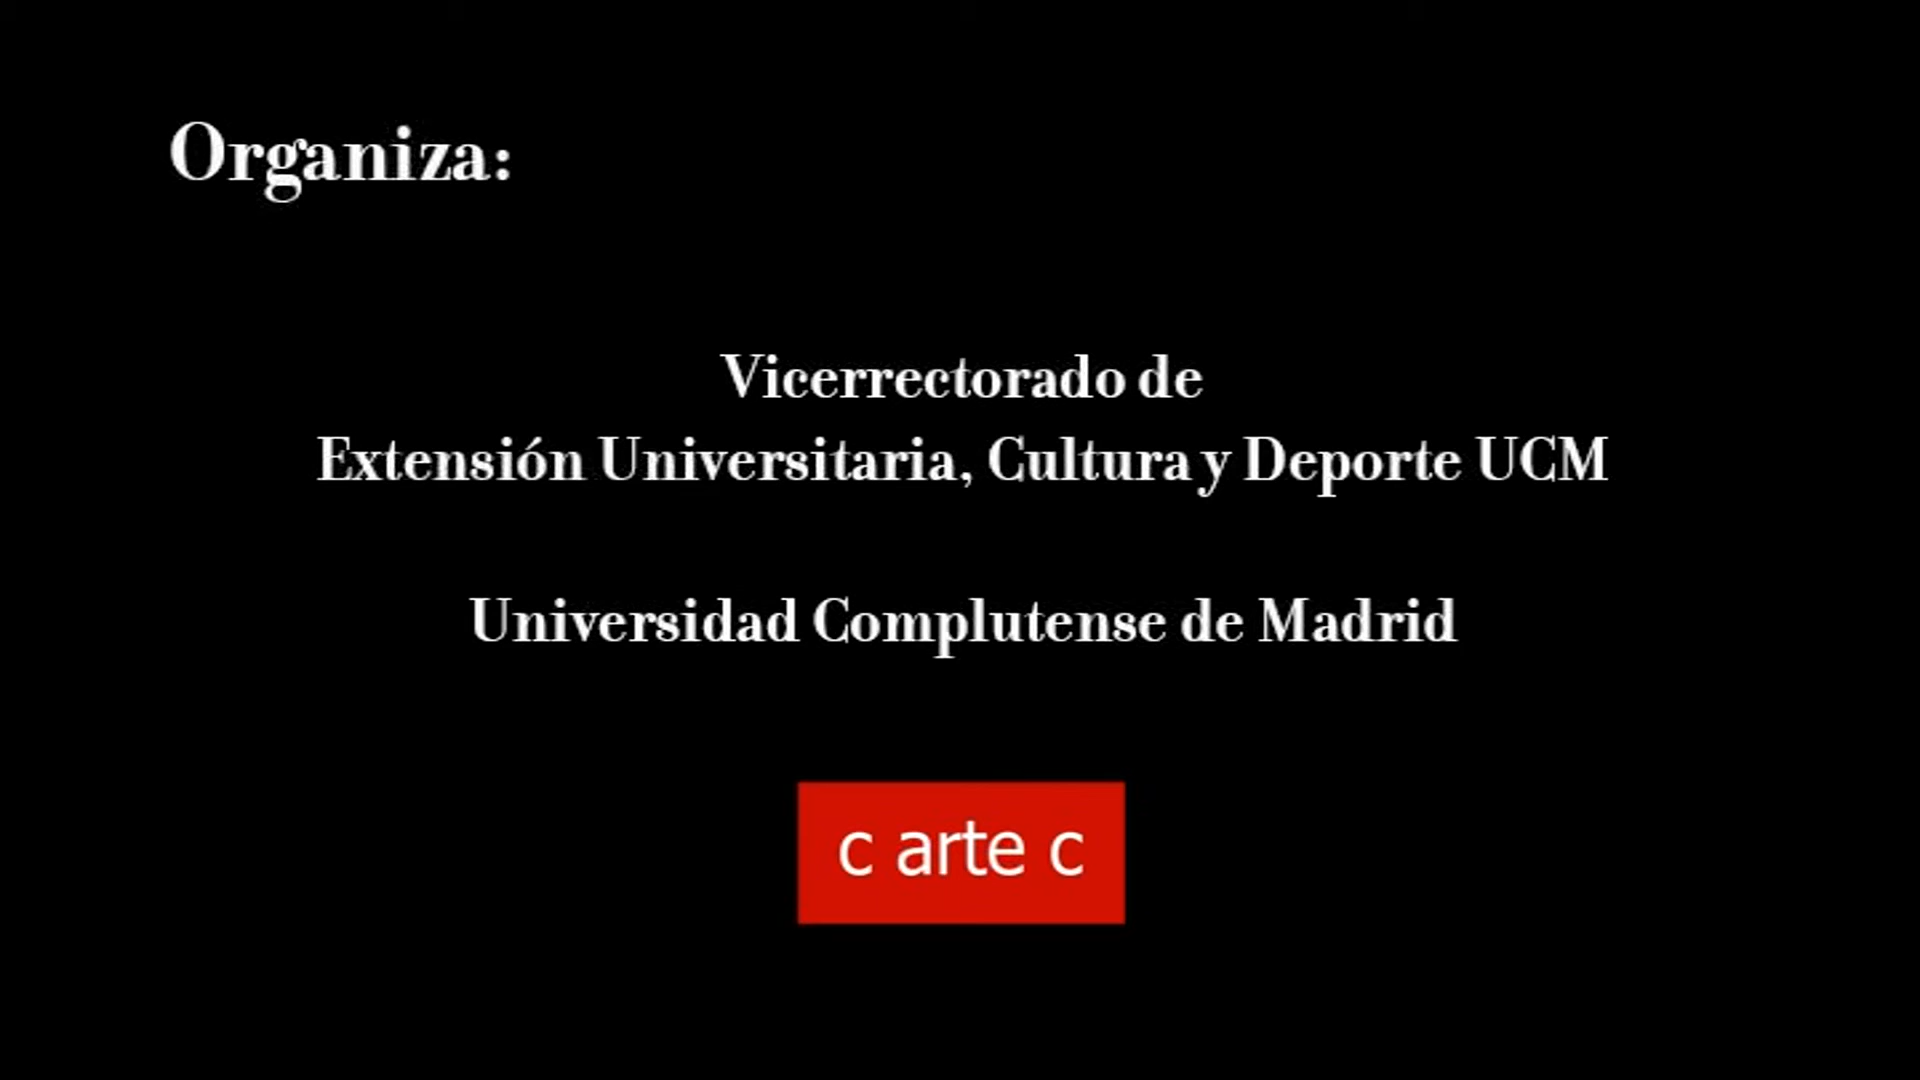 Organiza:
Vicerrectorado de
Extensión Universitaria, Cultura y Deporte UCM
Universidad Complutense de Madrid
c arte c